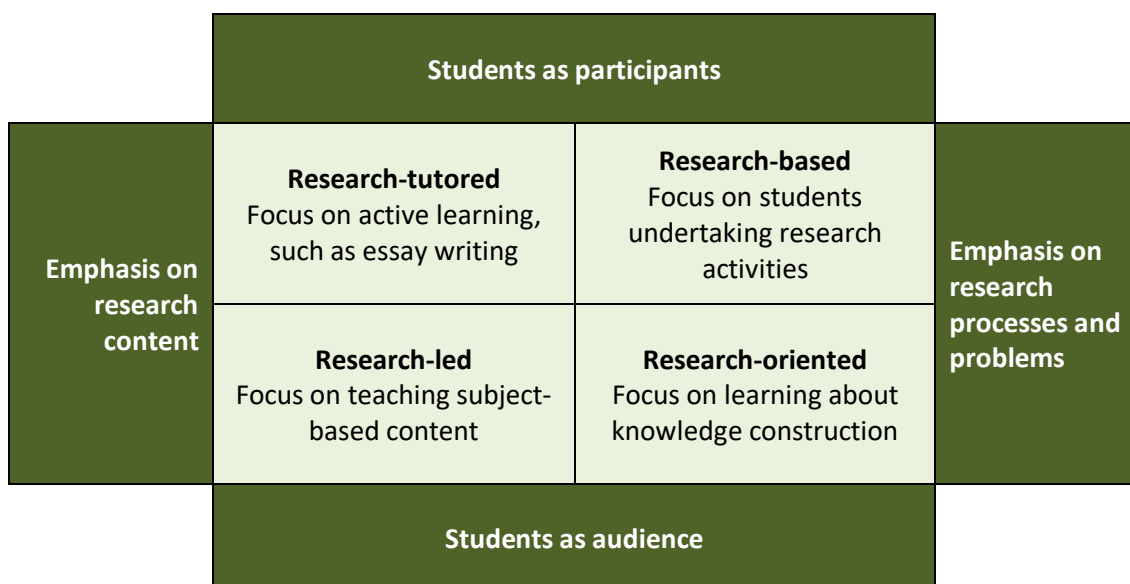 Students as participants
Emphasis on
research
content
Research-tutored
Focus on active learning,
such as essay writing
Research-based
Focus on students
undertaking research
activities
Emphasis on
research
processes and
problems
Research-led
Focus on teaching subject-
based content
Research-oriented
Focus on learning about
knowledge construction
Students as audience